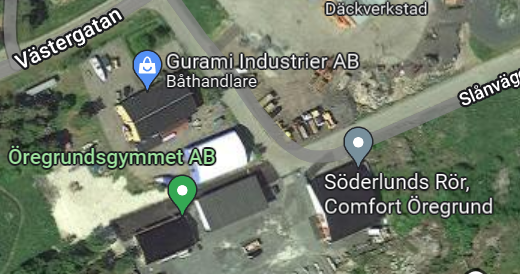 Däckverkstad
Västergatan
Gurami Industrier AB
Båthandlare
Slånväg
Öregrundsgymmet AB
Söderlunds Rör,
Comfort Öregrund